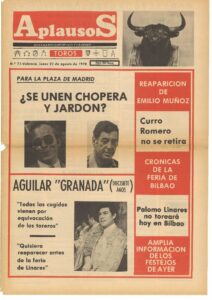 AplausoS
TOROS
PARA LA PLAZA DE MADRID
¿SE UNEN CHOPERA
Y JARDON?
AGUILAR "GRANADA"
(DIECISIETE
AÑOS)
"Todas las cogidas
vienen por
equivocación
de los toreros"
"Quisiera
reaparecer antes
de la feria
de Linares"
REAPARICION
DE
EMILIO MUÑOZ
Curro
Romero
no se retira
CRONICAS
DE LA
FERIA DE
BILBAO
Palomo Linares
no toreará
hoy en Bilbao
AMPLIA
INFORMACION
DE LOS
FESTEJOS
DE AYER